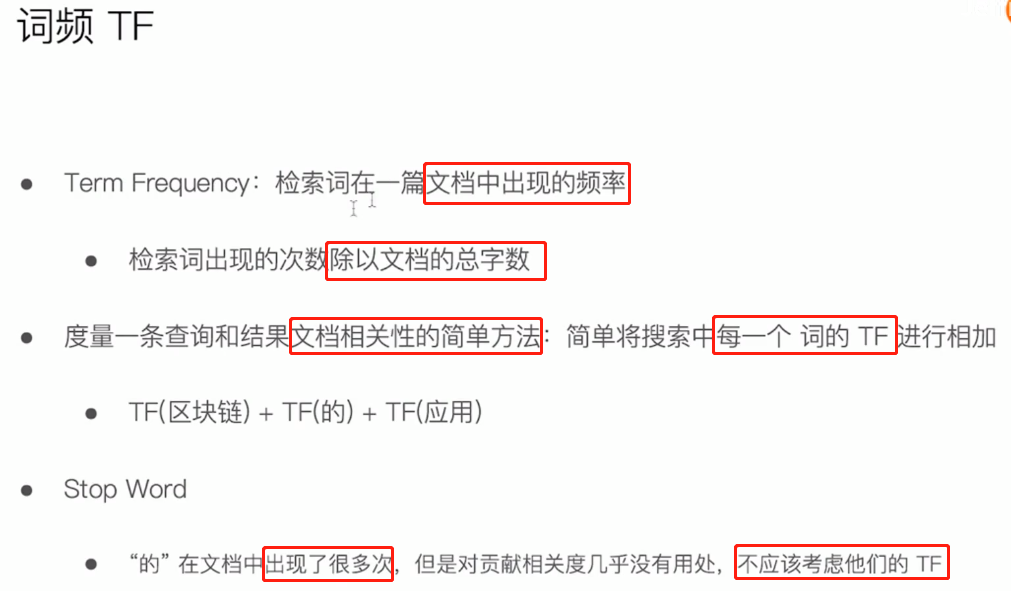 词频 TF
Term Frequency：检索词在一篇文档中出现的频率
检索词出现的次数除以文档的总字数
度量一条查询和结果文档相关性的简单方法：简单将搜索中每一个 词的 TF 进行相加
TF(区块链) + TF(的) + TF(应用)
Stop Word
“的” 在文档中出现了很多次，但是对贡献相关度几乎没有用处，不应该考虑他们的 TF